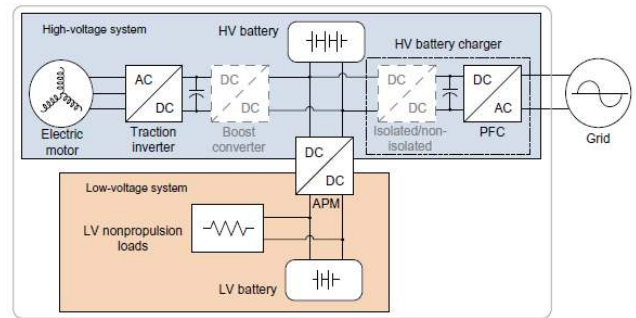 High-voltage system
HV battery
HV battery charger
AC
DC
DC
DC
DC
DC
DC
AC
Electric
motor
Traction
inverter
Boost
converter
Isolated/non-
isolated
PFC
Grid
DC
DC
APM
Low-voltage system
LV nonpropulsion
loads
LV battery